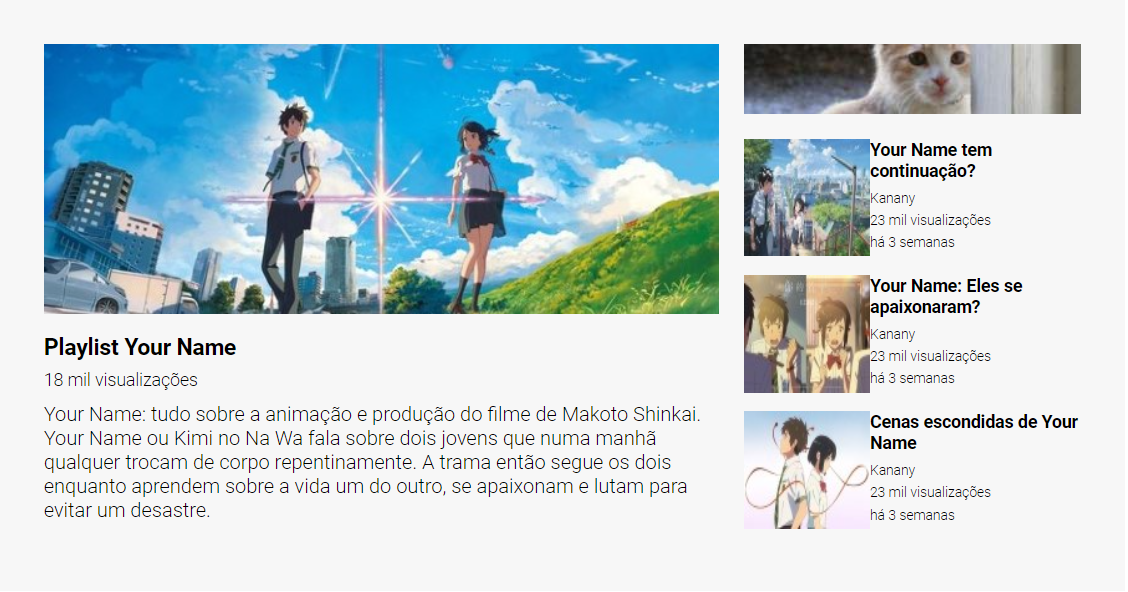 Playlist Your Name
18 mil visualizações
Your Name: tudo sobre a animação e produção do filme de Makoto Shinkai.
Your Name ou Kimi no Na Wa fala sobre dois jovens que numa manhã
qualquer trocam de corpo repentinamente. A trama então segue os dois
enquanto aprendem sobre a vida um do outro, se apaixonam e lutam para
evitar um desastre.
Your Name tem
continuação?
Kanany
23 mil visualizações
há 3 semanas
Your Name: Eles se
apaixonaram?
Kanany
23 mil visualizações
há 3 semanas
Cenas escondidas de Your
Name
Kanany
23 mil visualizações
há 3 semanas